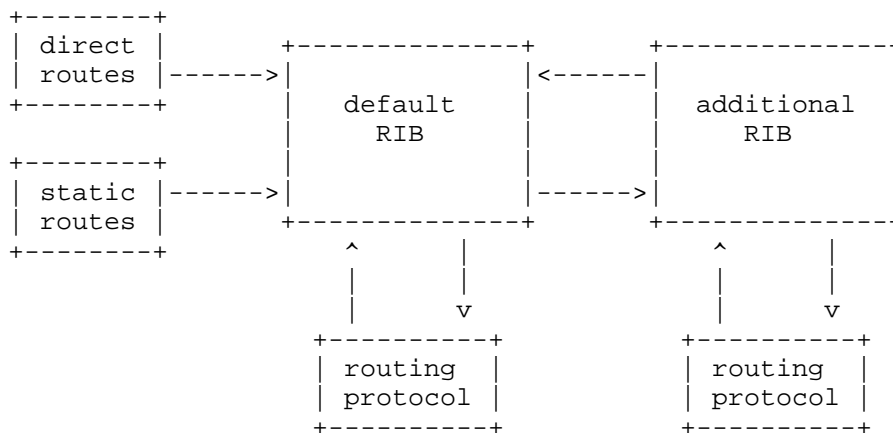 direct
routes
default
RIB
additional
RIB
static
routes
routing
protocol
routing
protocol